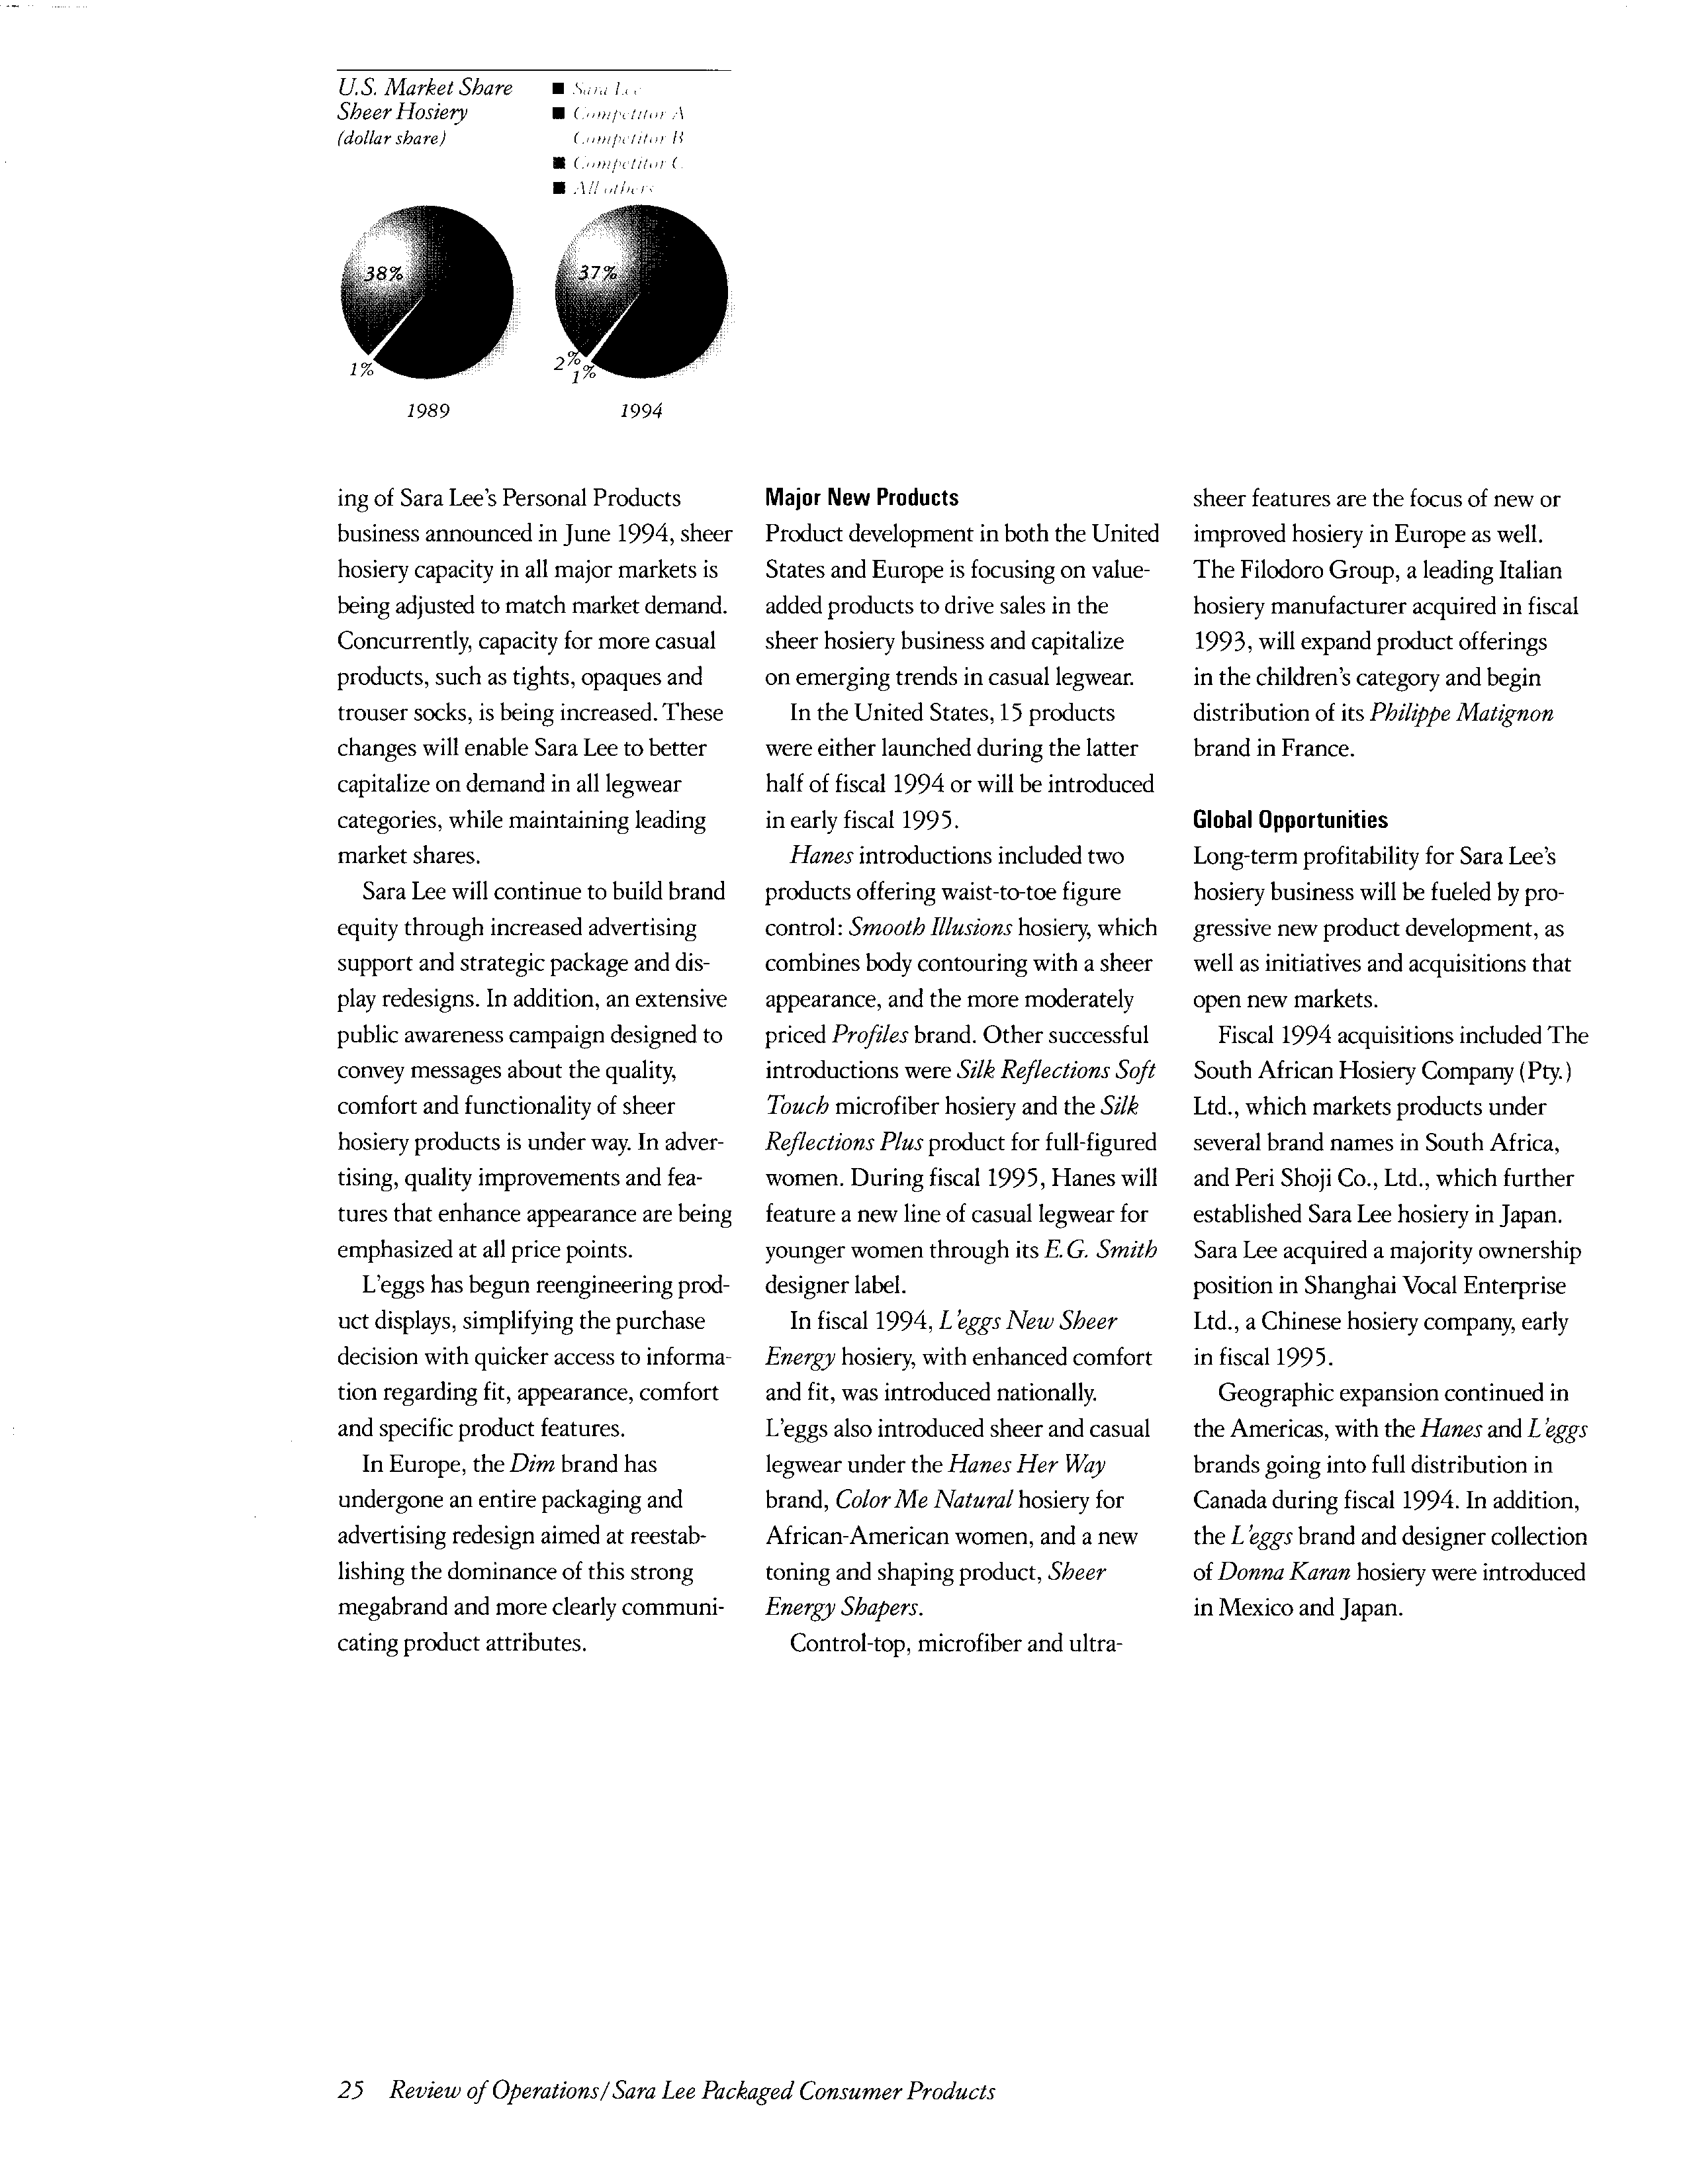 U.S. Market Share
Sheer Hosiery
(dollar share)
Sara Lee
Competitor A
Competitor B
Competitor C
All others
38%
1%
1989
37%
2%
1%
1994
ing of Sara Lee's Personal Products
business announced in June 1994, sheer
hosiery capacity in all major markets is
being adjusted to match market demand.
Concurrently, capacity for more casual
products, such as tights, opaques and
trouser socks, is being increased. These
changes will enable Sara Lee to better
capitalize on demand in all legwear
categories, while maintaining leading
market shares.
Sara Lee will continue to build brand
equity through increased advertising
support and strategic package and dis-
play redesigns. In addition, an extensive
public awareness campaign designed to
convey messages about the quality,
comfort and functionality of sheer
hosiery products is under way. In adver-
tising, quality improvements and fea-
tures that enhance appearance are being
emphasized at all price points.
L'eggs has begun reengineering prod-
uct displays, simplifying the purchase
decision with quicker access to informa-
tion regarding fit, appearance, comfort
and specific product features.
In Europe, the Dim brand has
undergone an entire packaging and
advertising redesign aimed at reestab-
lishing the dominance of this strong
megabrand and more clearly communi-
cating product attributes.
Major New Products
Product development in both the United
States and Europe is focusing on value-
added products to drive sales in the
sheer hosiery business and capitalize
on emerging trends in casual legwear.
In the United States, 15 products
were either launched during the latter
half of fiscal 1994 or will be introduced
in early fiscal 1995.
Hanes introductions included two
products offering waist-to-toe figure
control: Smooth Illusions hosiery, which
combines body contouring with a sheer
appearance, and the more moderately
priced Profiles brand. Other successful
introductions were Silk Reflections Soft
Touch microfiber hosiery and the Silk
Reflections Plus product for full-figured
women. During fiscal 1995, Hanes will
feature a new line of casual legwear for
younger women through its E.G. Smith
designer label.
In fiscal 1994, L'eggs New Sheer
Energy hosiery, with enhanced comfort
and fit, was introduced nationally.
L'eggs also introduced sheer and casual
legwear under the Hanes Her Way
brand, Color Me Natural hosiery for
African-American women, and a new
toning and shaping product, Sheer
Energy Shapers.
Control-top, microfiber and ultra-
sheer features are the focus of new or
improved hosiery in Europe as well.
The Filodoro Group, a leading Italian
hosiery manufacturer acquired in fiscal
1993, will expand product offerings
in the children's category and begin
distribution of its Philippe Matignon
brand in France.
Global Opportunities
Long-term profitability for Sara Lee's
hosiery business will be fueled by pro-
gressive new product development, as
well as initiatives and acquisitions that
open new markets.
Fiscal 1994 acquisitions included The
South African Hosiery Company (Pty.)
Ltd., which markets products under
several brand names in South Africa,
and Peri Shoji Co., Ltd., which further
established Sara Lee hosiery in Japan.
Sara Lee acquired a majority ownership
position in Shanghai Vocal Enterprise
Ltd., a Chinese hosiery company, early
in fiscal 1995.
Geographic expansion continued in
the Americas, with the Hanes and L'eggs
brands going into full distribution in
Canada during fiscal 1994. In addition,
the L'eggs brand and designer collection
of Donna Karan hosiery were introduced
in Mexico and Japan.
25 Review of Operations/Sara Lee Packaged Consumer Products